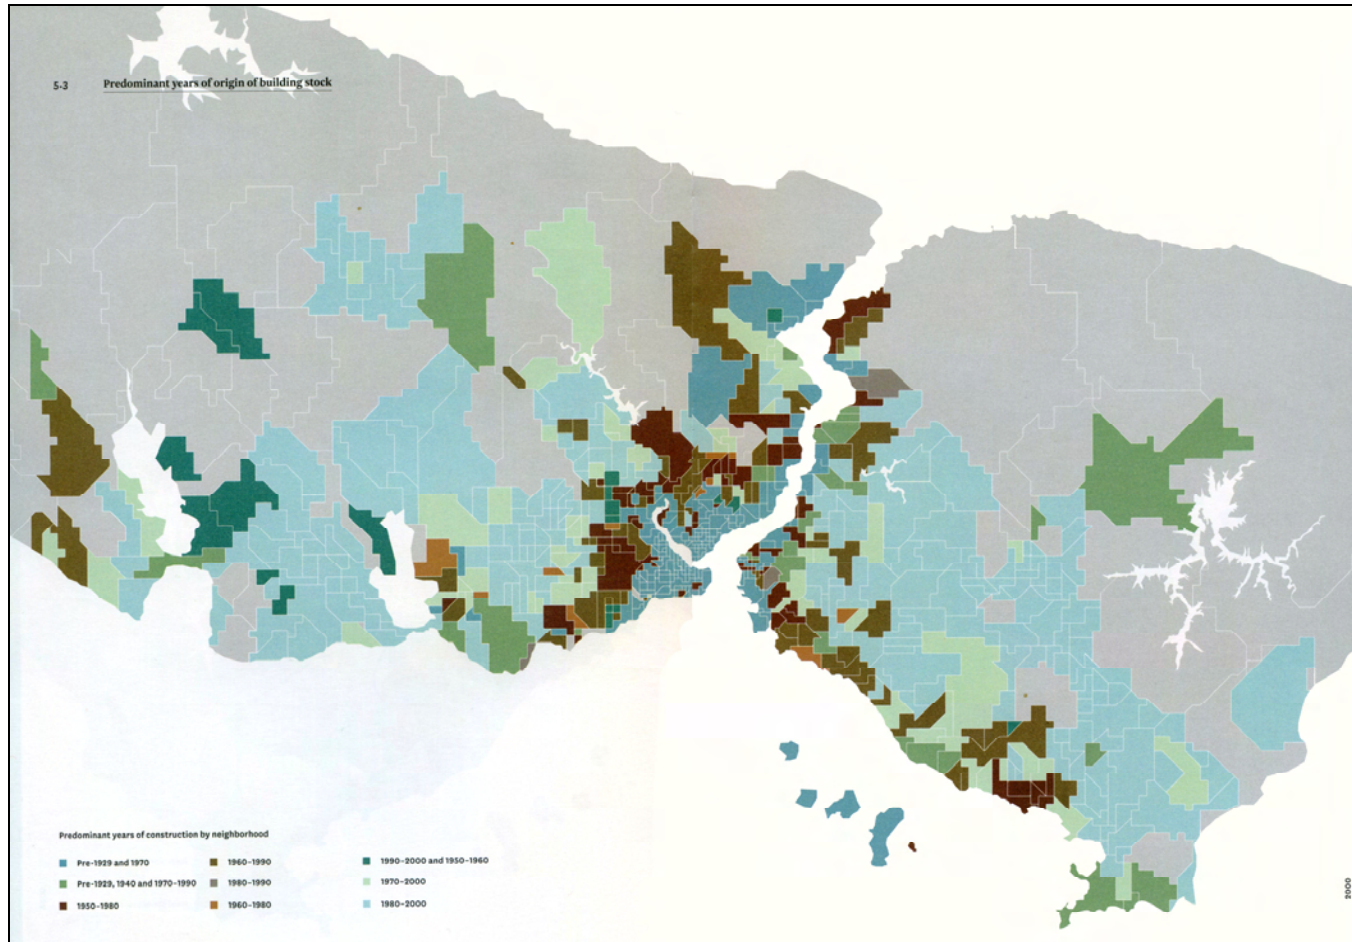 5-3 Predominant years of origin of building stock
Predominant years of construction by neighborhood
Pre-1929 and 1970
Pre-1929, 1940 and 1970-1990
1950-1980
1960-1990
1980-1990
1960-1980
1990-2000 and 1950-1960
1970-2000
1980-2000
2000